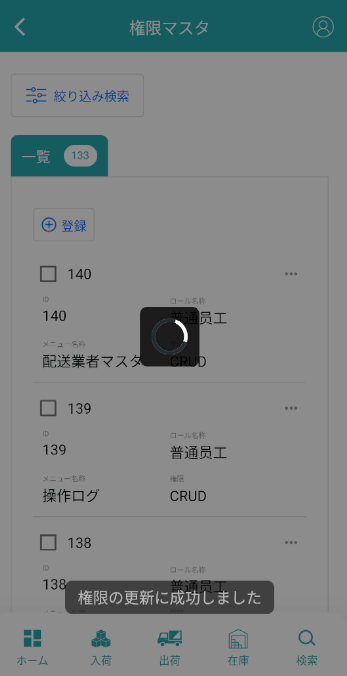 権限マスタ
絞り込み検索
一覧 133
登録
140
ID ロール名称
140 普通员工
メニュー名称
配送業者マスタ CRUD
139
ID ロール名称
139 普通员工
メニュー名称 権限
操作ログ CRUD
138
ID ロール名称
138 普通员工
権限の更新に成功しました
ホーム 入荷 出荷 在庫 検索